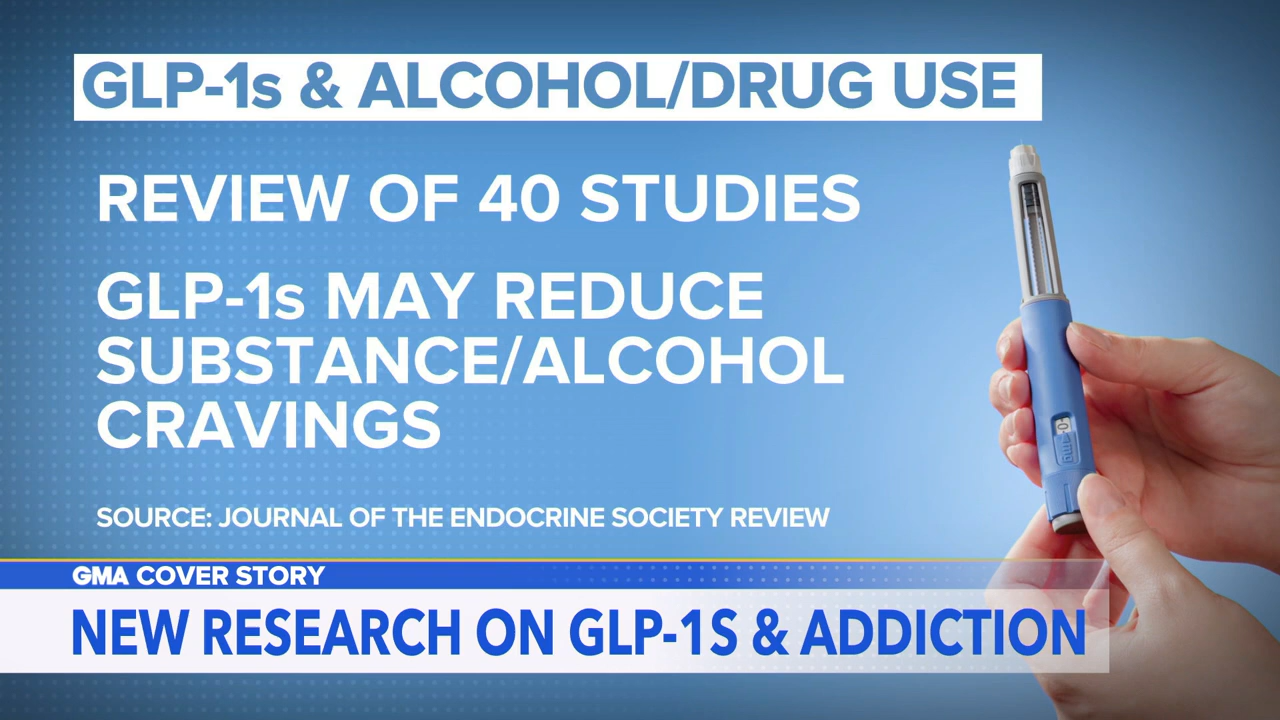 GLP-1s & ALCOHOL/DRUG USE
REVIEW OF 40 STUDIES
GLP-1s MAY REDUCE
SUBSTANCE/ALCOHOL
CRAVINGS
SOURCE: JOURNAL OF THE ENDOCRINE SOCIETY REVIEW
GMA COVER STORY
NEW RESEARCH ON GLP-1S & ADDICTION